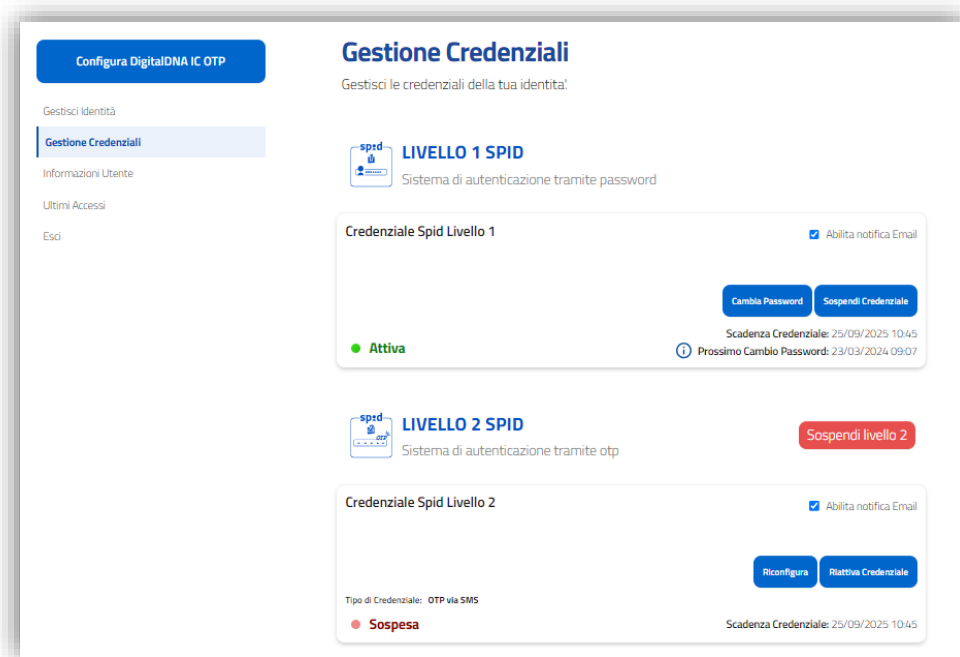 Configura DigitalDNA IC OTP
Gestisci Identità
Gestione Credenziali
Informazioni Utente
Ultimi Accessi
Esci
Gestione Credenziali
Gestisci le credenziali della tua identita'.
spid
LIVELLO 1 SPID
Sistema di autenticazione tramite password
Credenziale Spid Livello 1
Abilita notifica Email
Cambia Password
Sospendi Credenziale
Scadenza Credenziale: 25/09/2025 10:45
Attiva
Prossimo Cambio Password: 23/03/2024 09:07
spid
OTP
LIVELLO 2 SPID
Sistema di autenticazione tramite otp
Sospendi livello 2
Credenziale Spid Livello 2
Abilita notifica Email
Riconfigura
Riattiva Credenziale
Tipo di Credenziale: OTP via SMS
Sospesa
Scadenza Credenziale: 25/09/2025 10:45